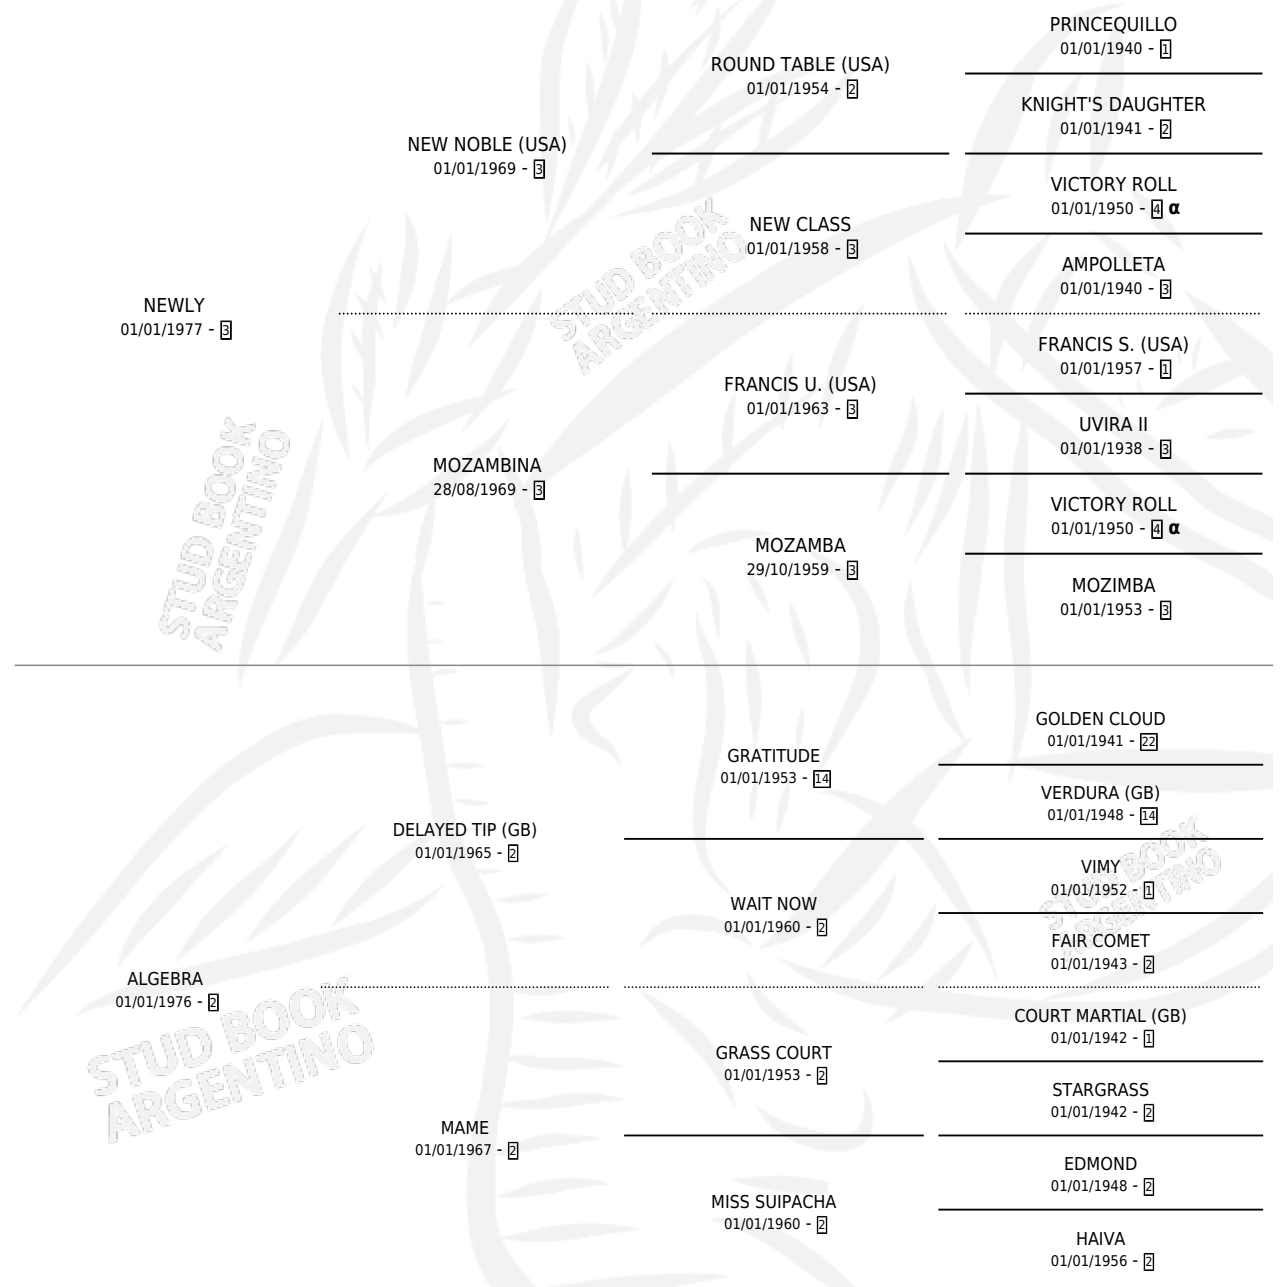 PRINCEQUILLO
01/01/1940 - 1
ROUND TABLE (USA)
01/01/1954 - 2
KNIGHT'S DAUGHTER
01/01/1941 - 2
NEW NOBLE (USA)
01/01/1969 - 3
VICTORY ROLL
01/01/1950 - 4 α
NEW CLASS
01/01/1958 - 3
AMPOLLETA
01/01/1940 - 3
NEWLY
01/01/1977 - 3
FRANCIS S. (USA)
01/01/1957 - 1
FRANCIS U. (USA)
01/01/1963 - 3
UVIRA II
01/01/1938 - 3
MOZAMBINA
28/08/1969 - 3
VICTORY ROLL
01/01/1950 - 4 α
MOZAMBA
29/10/1959 - 3
MOZIMBA
01/01/1953 - 3
GOLDEN CLOUD
01/01/1941 - 22
GRATITUDE
01/01/1953 - 14
VERDURA (GB)
01/01/1948 - 14
DELAYED TIP (GB)
01/01/1965 - 2
VIMY
01/01/1952 - 1
WAIT NOW
01/01/1960 - 2
FAIR COMET
01/01/1943 - 2
ALGEBRA
01/01/1976 - 2
COURT MARTIAL (GB)
01/01/1942 - 1
GRASS COURT
01/01/1953 - 2
STARGRASS
01/01/1942 - 2
MAME
01/01/1967 - 2
EDMOND
01/01/1948 - 2
MISS SUIPACHA
01/01/1960 - 2
HAIVA
01/01/1956 - 2
STUD BOOK
ARGENTINO
STUD BOOK
ARGENTINO
STUD BOOK
ARGENTINO
STUD BOOK
ARGENTINO